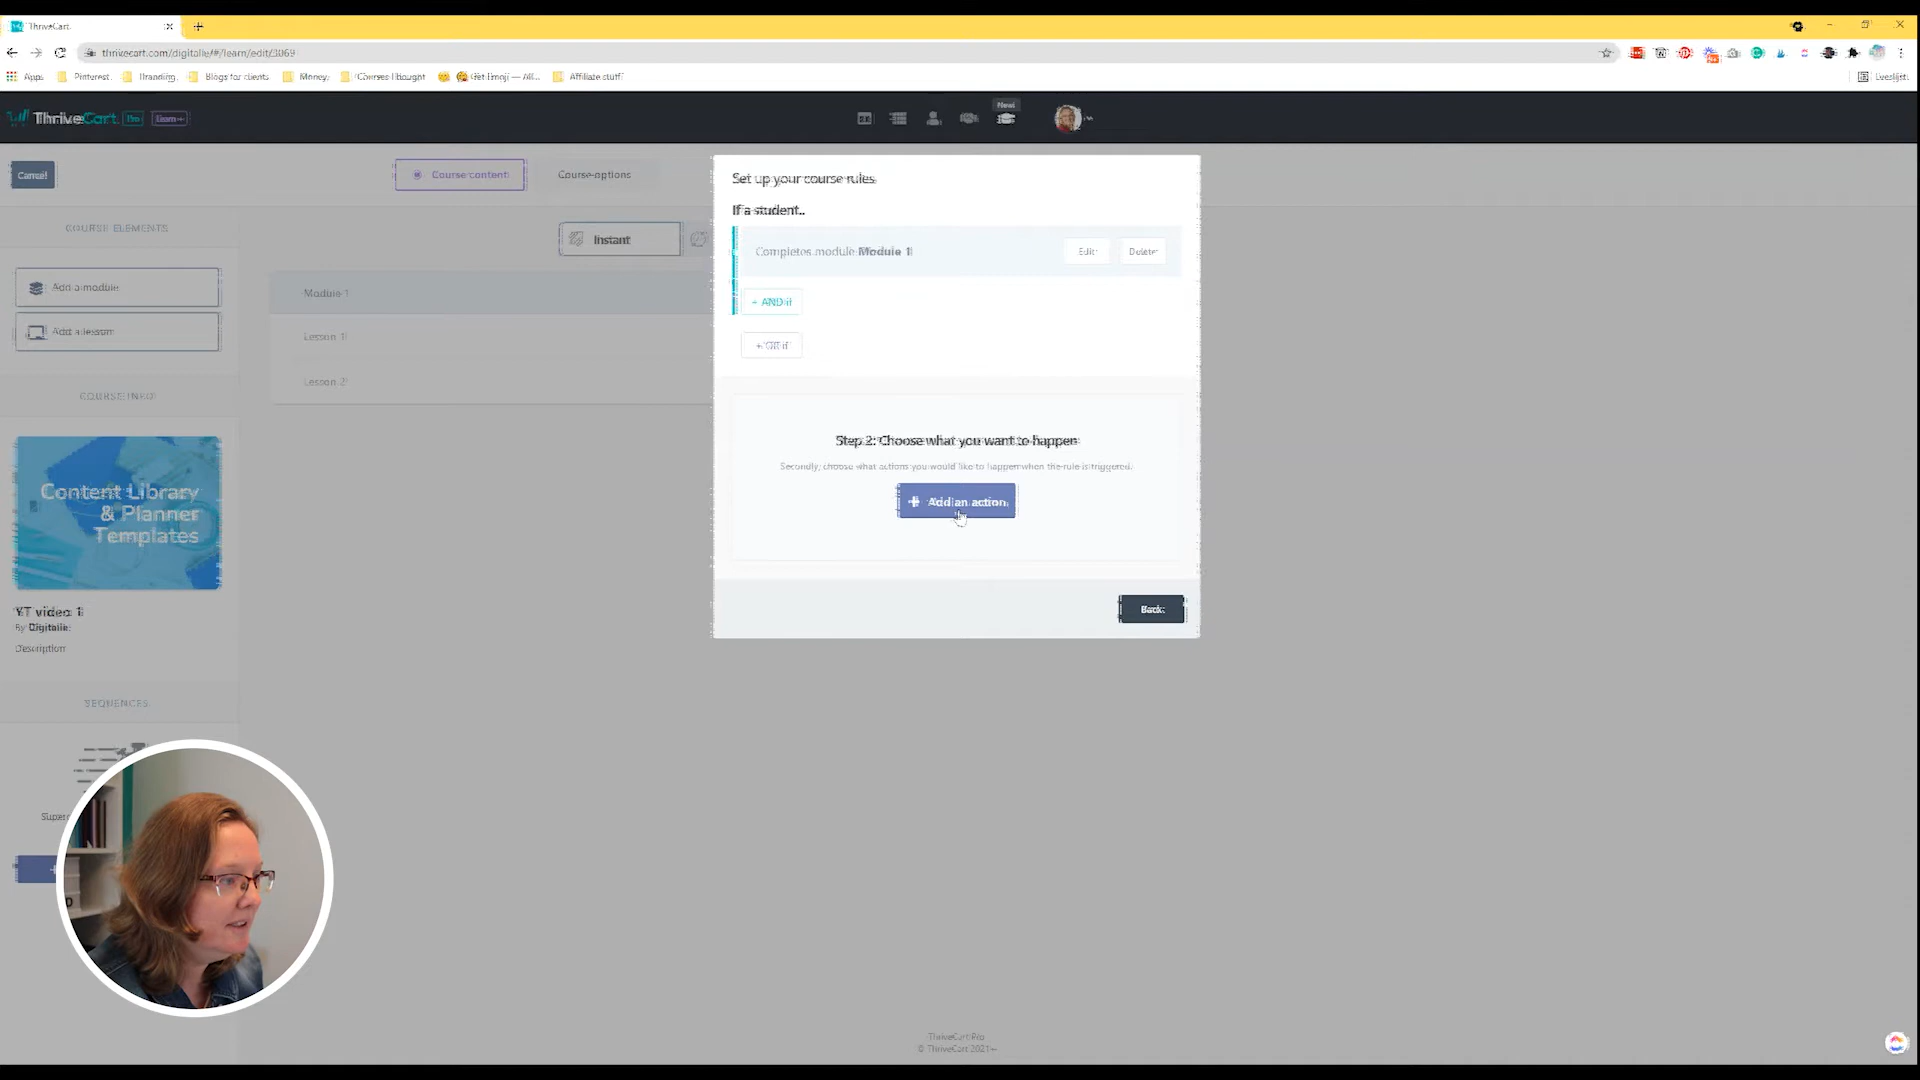 ThriveCart
thrivecart.com/digitalle/#/learn/edit/3069
Apps Pinterest Branding Blogs for clients Money Courses I bought Get Emoji — All... Affiliate stuff Leeslijst
ThriveCart Pro Learn+
New!
Cancel Course content Course options
COURSE ELEMENTS
Add a module
Add a lesson
COURSE INFO
Content Library
& Planner
Templates
YT video 1
By Digitalle
Description
SEQUENCES
Instant
Module 1
Lesson 1
Lesson 2
Set up your course rules
If a student..
Completes module Module 1 Edit Delete
+ AND if
+ OR if
Step 2: Choose what you want to happen
Secondly, choose what actions you would like to happen when the rule is triggered.
+ Add an action
Back
ThriveCart Pro